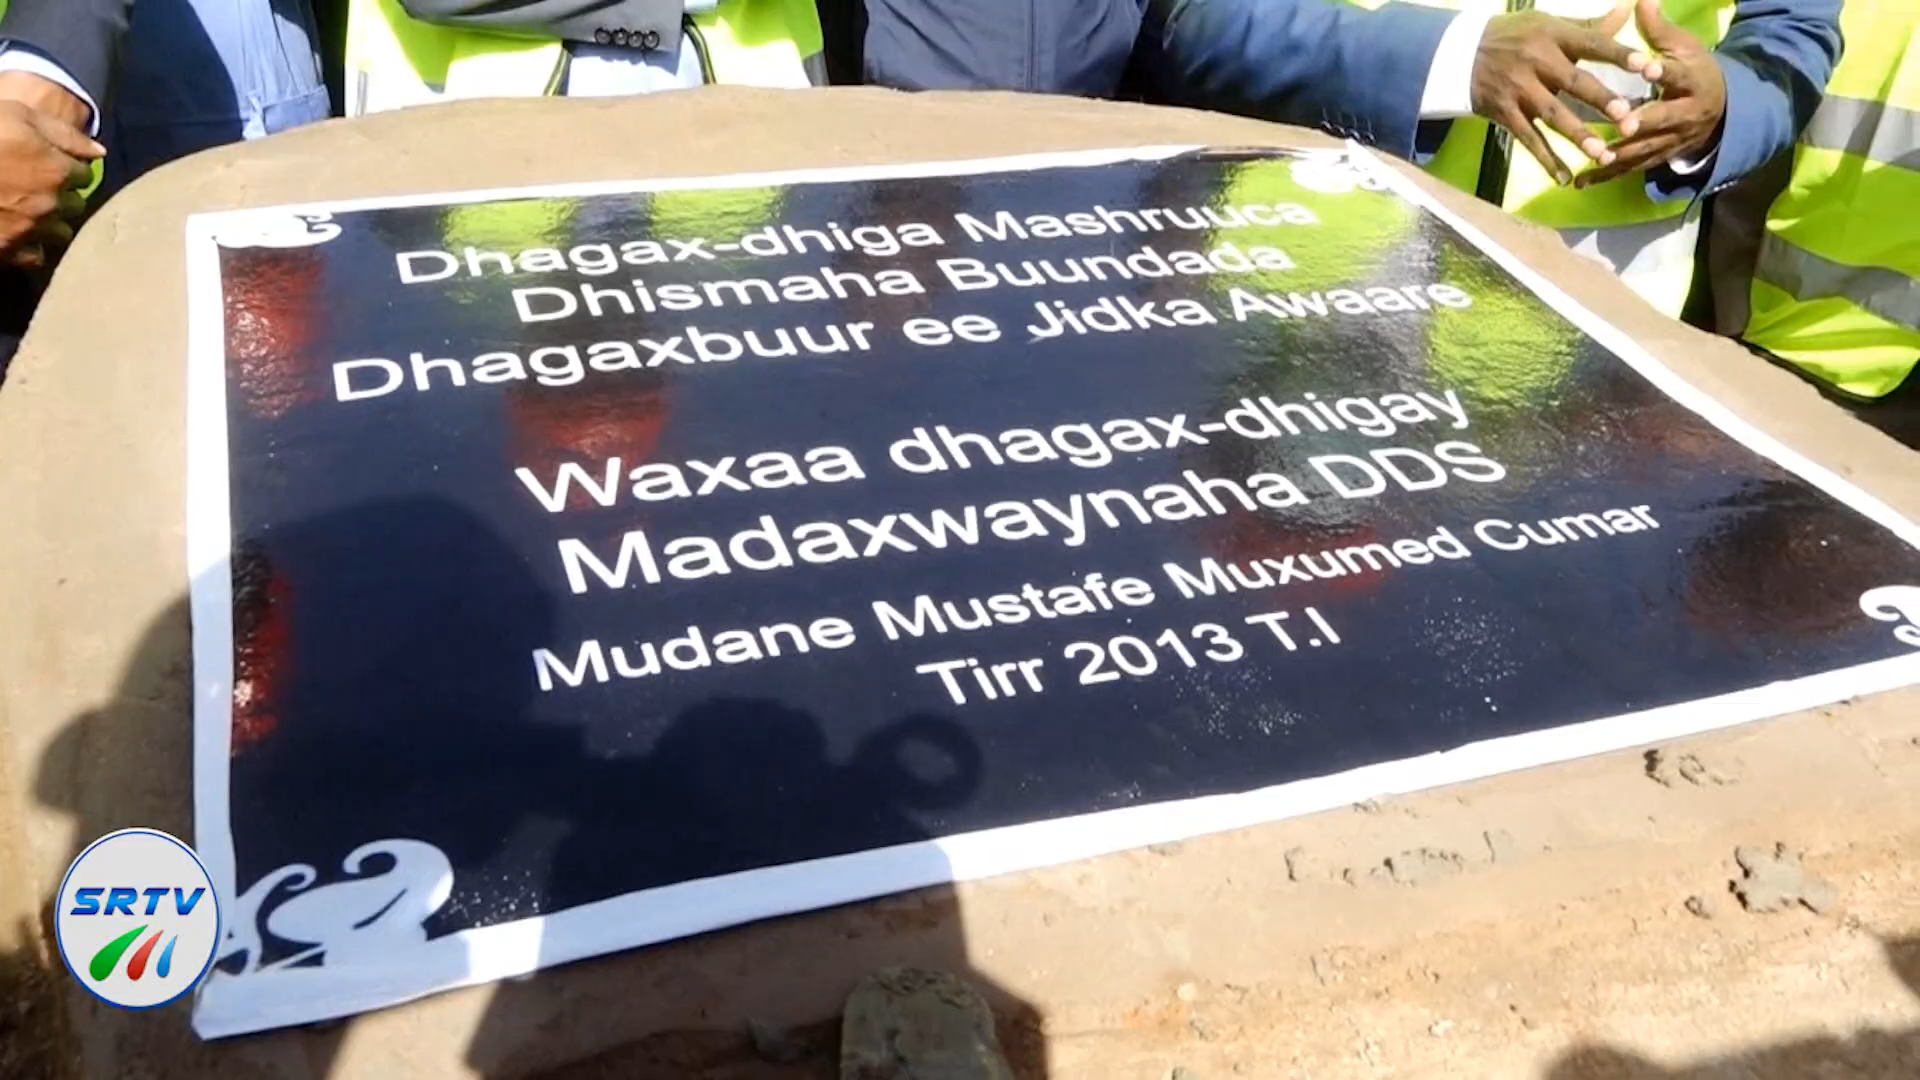 Dhagax-dhiga Mashruuca
Dhismaha Buundada
Dhagaxbuur ee Jidka Awaare
Waxaa dhagax-dhigay
Madaxwaynaha DDS
Mudane Mustafe Muxumed Cumar
Tirr 2013 T.I
SRTV